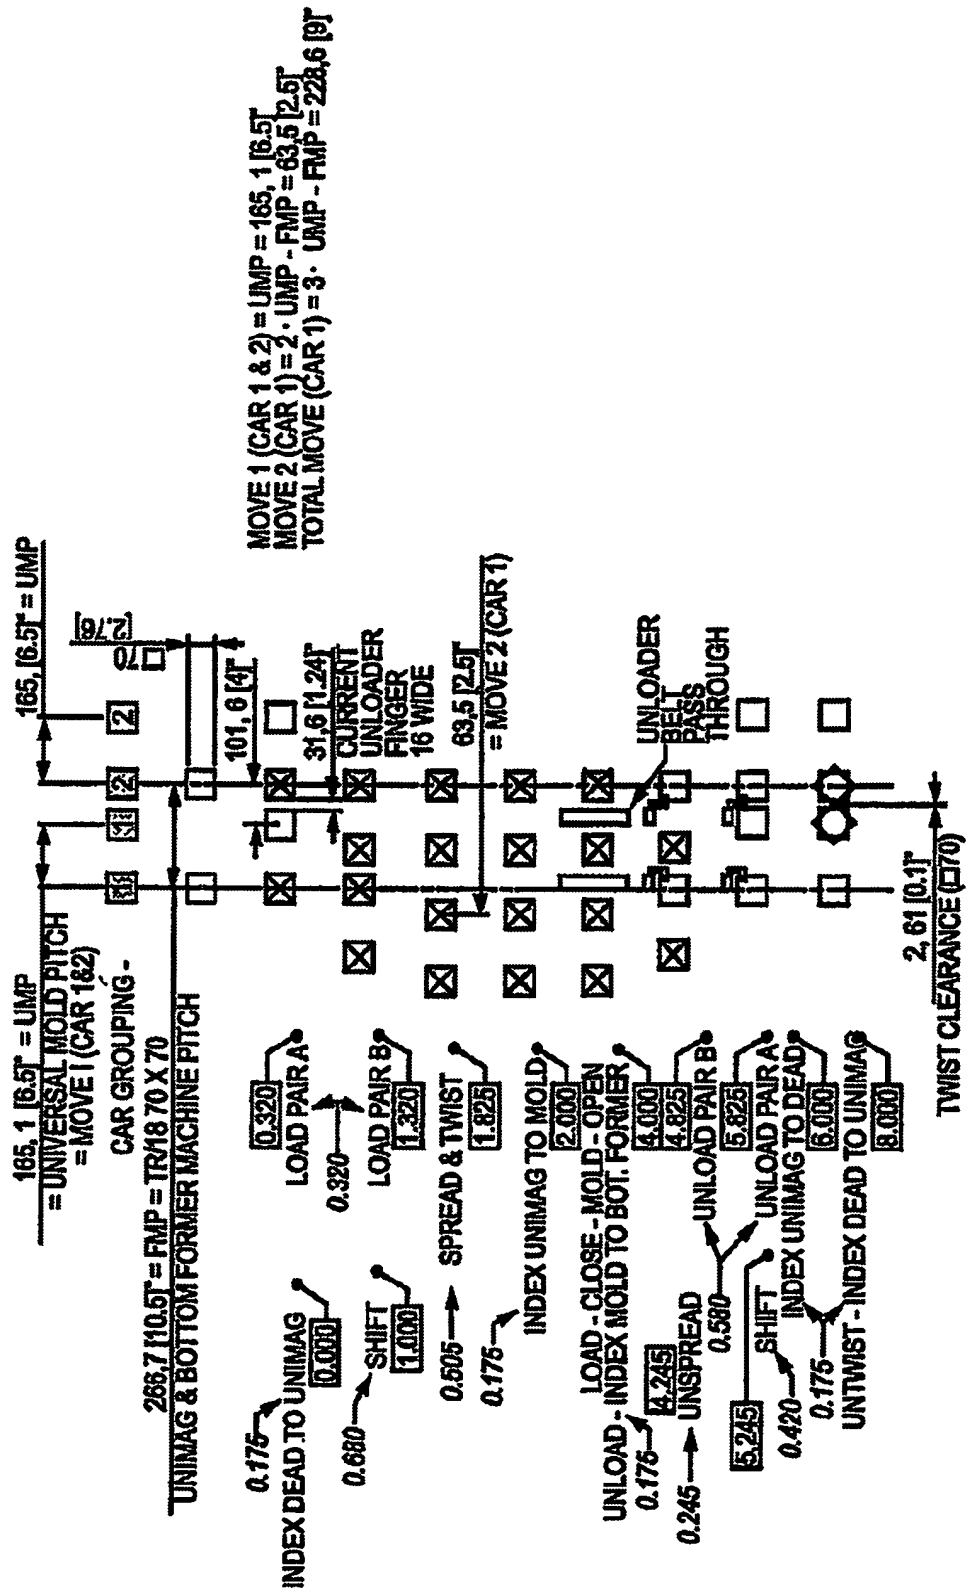 165, 1 [6.5]" = UMP
= UNIVERSAL MOLD PITCH
= MOVE I (CAR 1&2)
165, [6.5]" = UMP
CAR GROUPING -
2
2
266,7 [10.5]" = FMP = TR/18 70 X 70
UNIMAG & BOTTOM FORMER MACHINE PITCH
70
[2.76]
101, 6 [4]"
31,6 [1.24]"
CURRENT
UNLOADER
FINGER
16 WIDE
63,5 [2.5]"
= MOVE 2 (CAR 1)
UNLOADER
BELT
PASS
THROUGH
2, 61 [0.1]"
TWIST CLEARANCE (□70)
MOVE 1 (CAR 1 & 2) = UMP = 165, 1 [6.5]"
MOVE 2 (CAR 1) = 2 · UMP - FMP = 63,5 [2.5]"
TOTAL MOVE (CAR 1) = 3 · UMP - FMP = 228,6 [9]"
0.175
INDEX DEAD TO UNIMAG
0.000
0.320
LOAD PAIR A
0.320
0.680
SHIFT
1.000
LOAD PAIR B
1.320
0.505
SPREAD & TWIST
1.825
0.175
INDEX UNIMAG TO MOLD
2.000
LOAD - CLOSE - MOLD - OPEN
UNLOAD - INDEX MOLD TO BOT. FORMER
0.175
4.000
4.245
0.245
UNSPREAD
4.825
UNLOAD PAIR B
0.580
5.245
5.825
SHIFT
0.420
UNLOAD PAIR A
INDEX UNIMAG TO DEAD
0.175
6.000
UNTWIST - INDEX DEAD TO UNIMAG
8.000